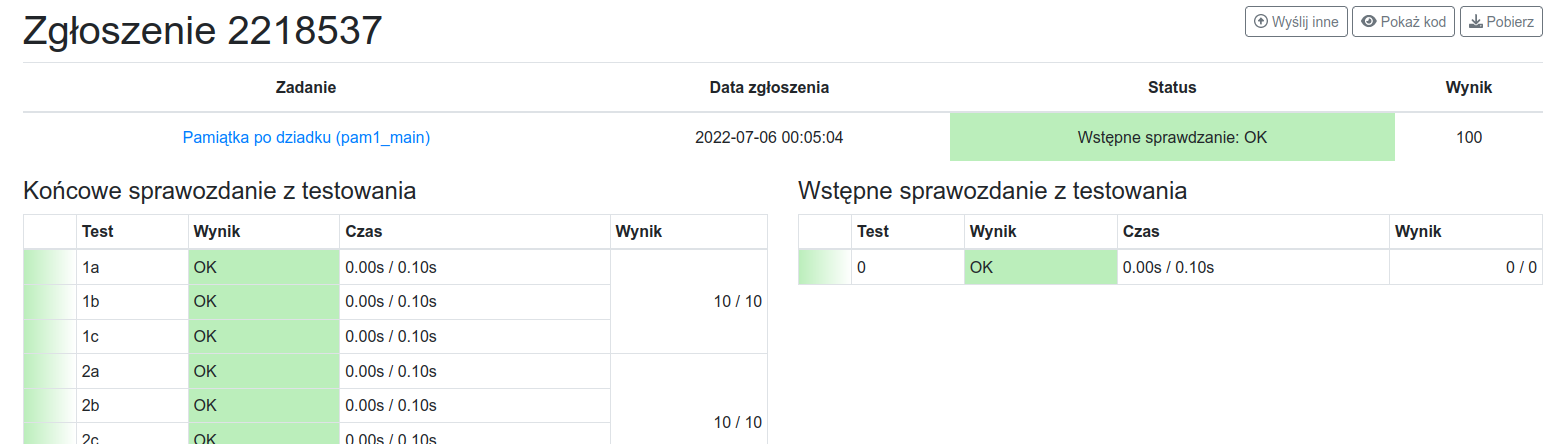 Zgłoszenie 2218537
Wyślij inne Pokaż kod Pobierz
Zadanie Data zgłoszenia Status Wynik
Pamiątka po dziadku (pam1_main) 2022-07-06 00:05:04 Wstępne sprawdzanie: OK 100
Końcowe sprawozdanie z testowania
Test Wynik Czas Wynik
1a OK 0.00s / 0.10s
1b OK 0.00s / 0.10s 10 / 10
1c OK 0.00s / 0.10s
2a OK 0.00s / 0.10s
2b OK 0.00s / 0.10s
10 / 10
2c OK 0.00s / 0.10s
Wstępne sprawozdanie z testowania
Test Wynik Czas Wynik
0 OK 0.00s / 0.10s 0 / 0